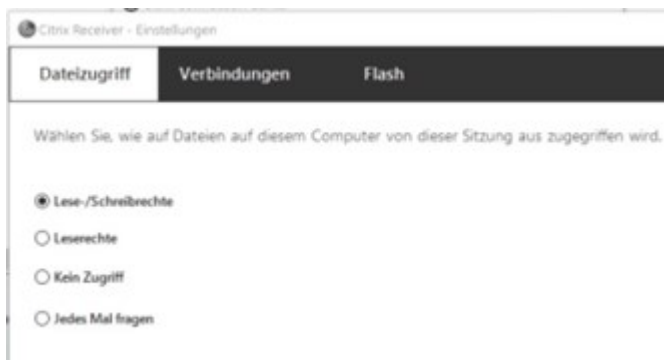 Citrix Receiver - Einstellungen
Dateizugriff Verbindungen Flash
Wählen Sie, wie auf Dateien auf diesem Computer von dieser Sitzung aus zugegriffen wird.
Lese-/Schreibrechte
Leserechte
Kein Zugriff
Jedes Mal fragen